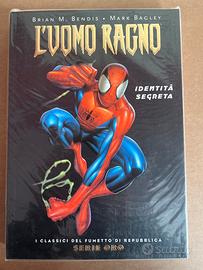 BRIAN M. BENDIS • MARK BAGLEY
L'UOMO RAGNO
IDENTITÀ
SEGRETA
I CLASSICI DEL FUMETTO DI REPUBBLICA
SERIE ORO